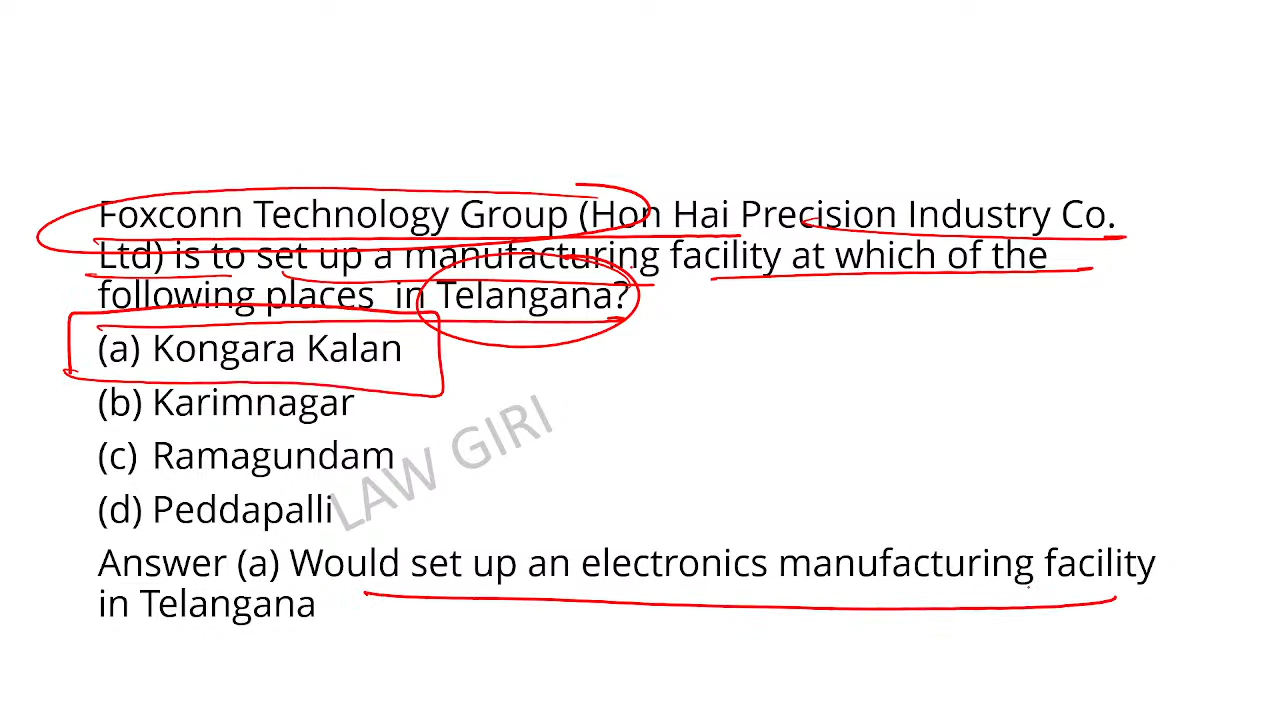 Foxconn Technology Group (Hon Hai Precision Industry Co.
Ltd) is to set up a manufacturing facility at which of the
following places in Telangana?
(a) Kongara Kalan
(b) Karimnagar
(c) Ramagundam
(d) Peddapalli
LAW GIRI
Answer (a) Would set up an electronics manufacturing facility
in Telangana